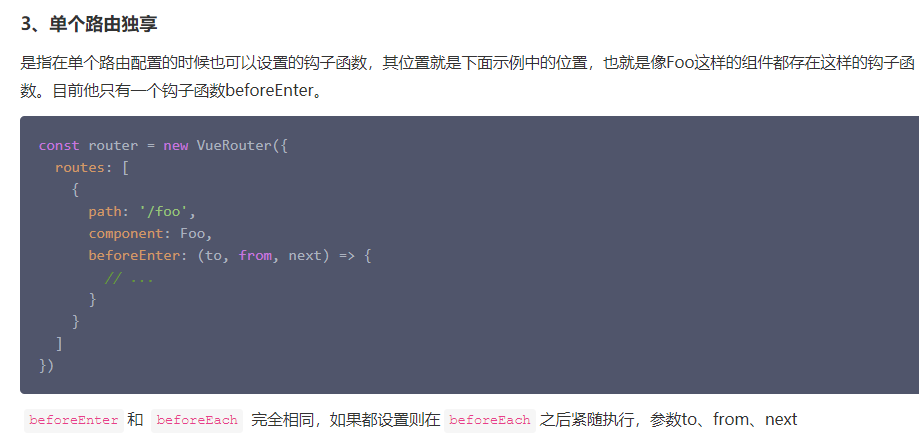 3、单个路由独享
是指在单个路由配置的时候也可以设置的钩子函数，其位置就是下面示例中的位置，也就是像Foo这样的组件都存在这样的钩子函
数。目前他只有一个钩子函数beforeEnter。
const router = new VueRouter({
  routes: [
    {
      path: '/foo',
      component: Foo,
      beforeEnter: (to, from, next) => {
        // ...
      }
    }
  ]
})
beforeEnter 和 beforeEach 完全相同，如果都设置则在 beforeEach 之后紧随执行，参数to、from、next